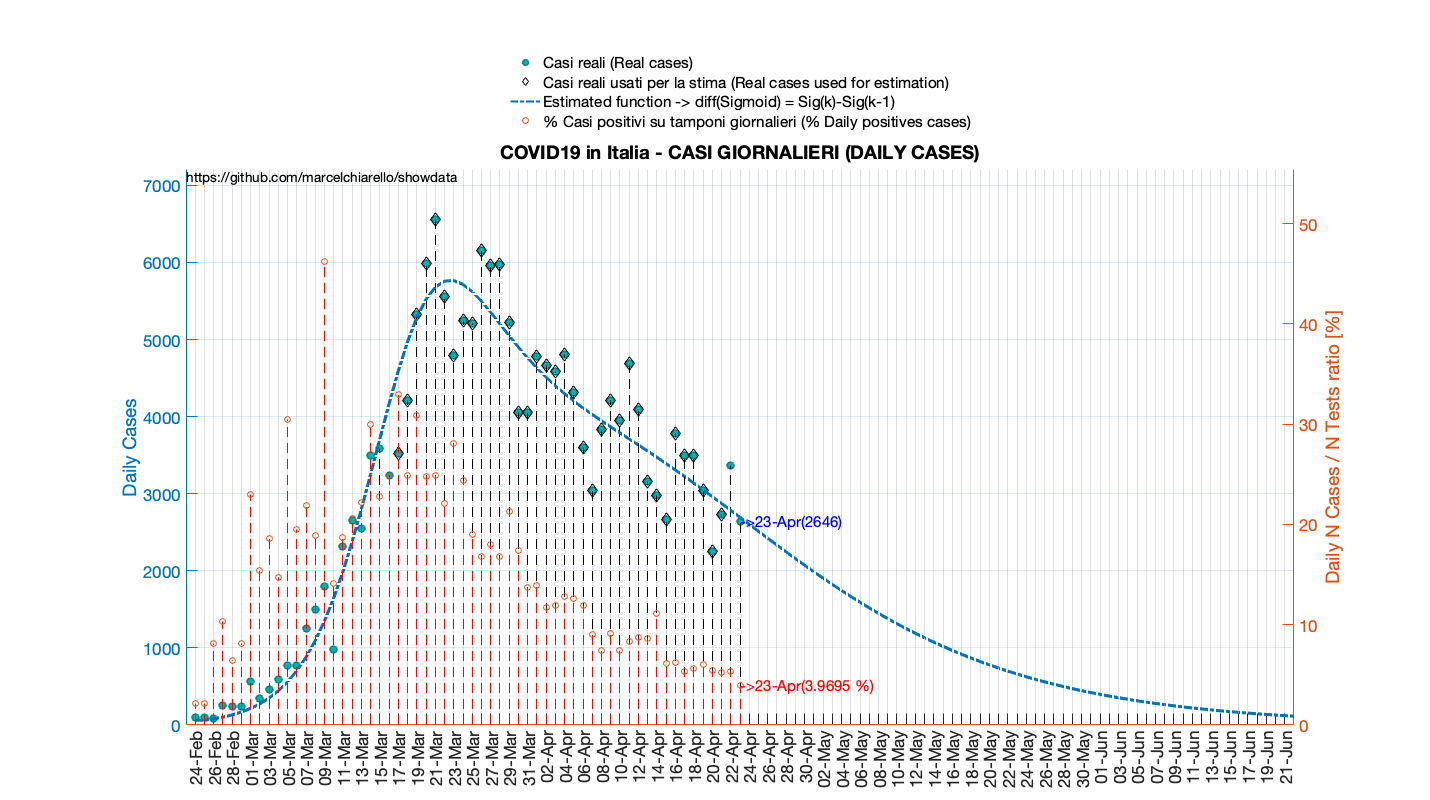 Casi reali (Real cases)
Casi reali usati per la stima (Real cases used for estimation)
Estimated function -> diff(Sigmoid) = Sig(k)-Sig(k-1)
% Casi positivi su tamponi giornalieri (% Daily positives cases)
COVID19 in Italia - CASI GIORNALIERI (DAILY CASES)
https://github.com/marcelchiarello/showdata
Daily Cases
7000
6000
5000
4000
3000
2000
1000
0
->23-Apr(2646)
->23-Apr(3.9695 %)
50
40
30
20
10
0
Daily N Cases / N Tests ratio [%]
24-Feb
26-Feb
28-Feb
01-Mar
03-Mar
05-Mar
07-Mar
09-Mar
11-Mar
13-Mar
15-Mar
17-Mar
19-Mar
21-Mar
23-Mar
25-Mar
27-Mar
29-Mar
31-Mar
02-Apr
04-Apr
06-Apr
08-Apr
10-Apr
12-Apr
14-Apr
16-Apr
18-Apr
20-Apr
22-Apr
24-Apr
26-Apr
28-Apr
30-Apr
02-May
04-May
06-May
08-May
10-May
12-May
14-May
16-May
18-May
20-May
22-May
24-May
26-May
28-May
30-May
01-Jun
03-Jun
05-Jun
07-Jun
09-Jun
11-Jun
13-Jun
15-Jun
17-Jun
19-Jun
21-Jun